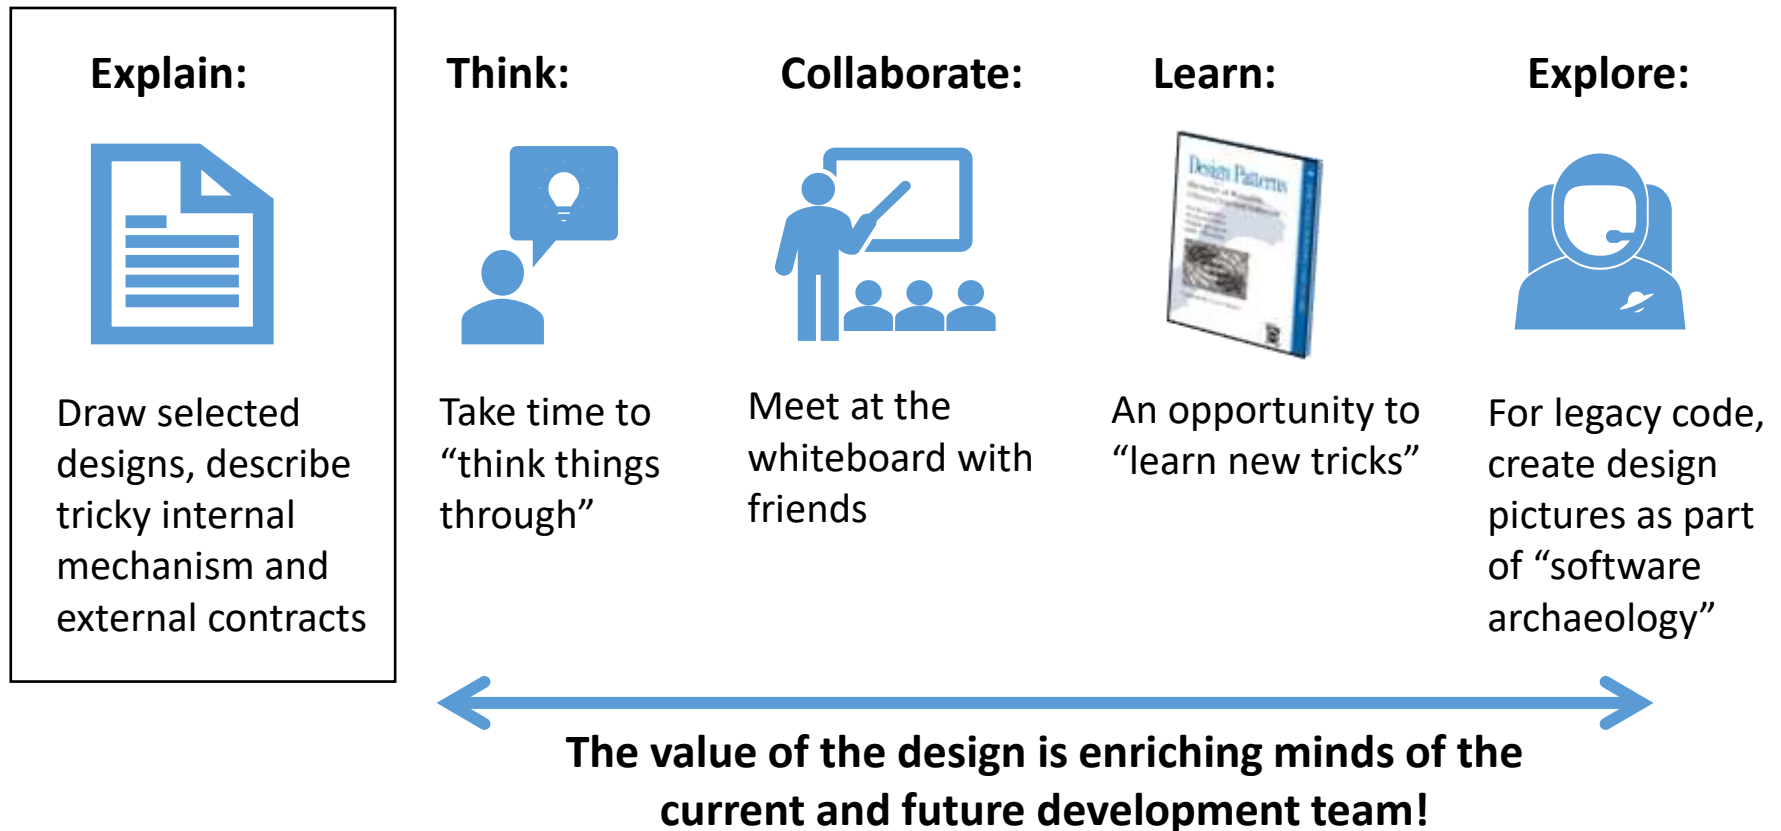 Explain:
Draw selected
designs, describe
tricky internal
mechanism and
external contracts
Think:
Take time to
“think things
through”
Collaborate:
Meet at the
whiteboard with
friends
Learn:
Design Patterns
An opportunity to
“learn new tricks”
Explore:
For legacy code,
create design
pictures as part
of “software
archaeology”
The value of the design is enriching minds of the
current and future development team!